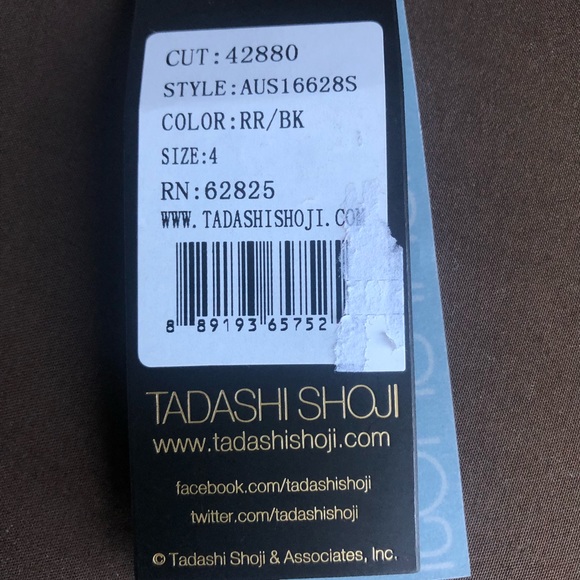 CUT:42880
STYLE:AUS16628S
COLOR:RR/BK
SIZE:4
RN:62825
WWW.TADASHISHOJI.COM
8 89193 65752
TADASHI SHOJI
www.tadashishoji.com
facebook.com/tadashishoji
twitter.com/tadashishoji
© Tadashi Shoji & Associates, Inc.